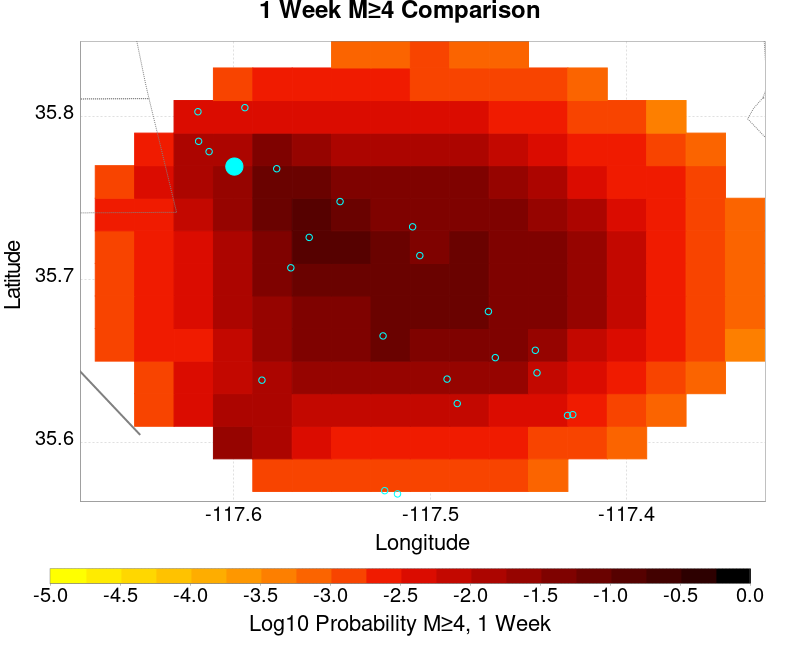 1 Week M≥4 Comparison
35.8
35.7
35.6
Latitude
-117.6 -117.5 -117.4
Longitude
-5.0 -4.5 -4.0 -3.5 -3.0 -2.5 -2.0 -1.5 -1.0 -0.5 0.0
Log10 Probability M≥4, 1 Week